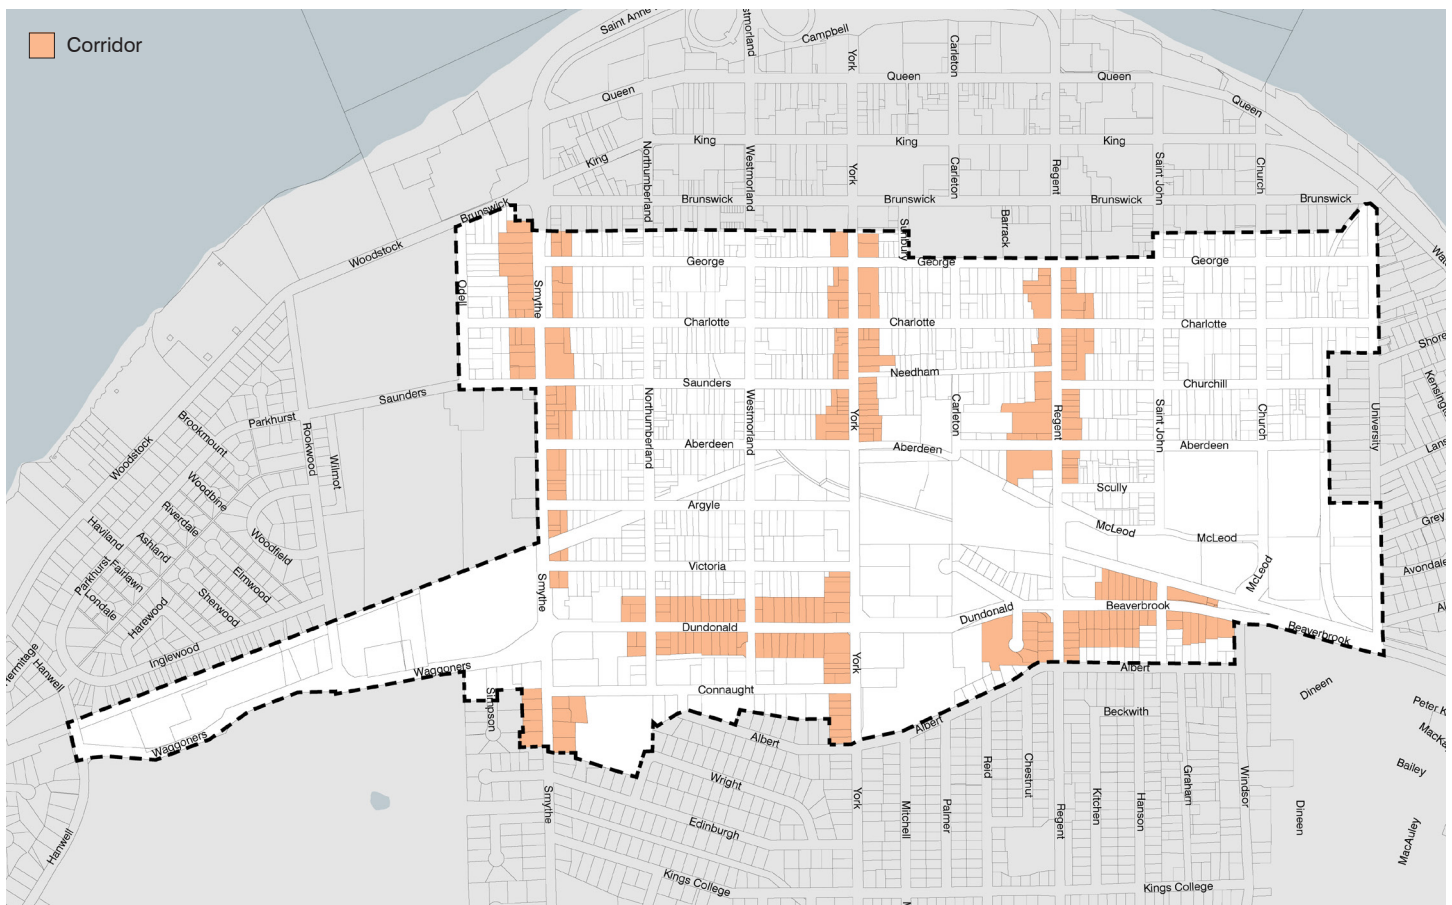 Corridor
Saint Anne
Campbell
York
Carleton
Queen
Queen
Queen
Queen
King
King
King
King
Northumberland
Westmorland
York
Carleton
Regent
Saint John
Church
Brunswick
Brunswick
Brunswick
Brunswick
Brunswick
Woodstock
Sunbury
Barrack
George
George
George
Odell
Smythe
Charlotte
Charlotte
Charlotte
Shore
Needham
Saunders
Saunders
Churchill
Kensing
Parkhurst
Brookmount
Rookwood
Wilmot
Woodstock
Northumberland
Westmorland
York
Carleton
Regent
Saint John
Church
University
Aberdeen
Aberdeen
Aberdeen
Woodbine
Scully
Argyle
Riverdale
Haviland
Ashland
Woodfield
McLeod
McLeod
McLeod
Grey
Parkhurst
Fairlawn
Elmwood
Victoria
Avondale
Londale
Sherwood
Harewood
Smythe
Dundonald
Dundonald
Beaverbrook
Beaverbrook
Inglewood
Hermitage
Hanwell
Waggoners
York
Albert
Connaught
Simpson
Dineen
Waggoners
Albert
Albert
Beckwith
Peter K
Bailey
Wright
Reid
Chestnut
Smythe
York
Mitchell
Palmer
Regent
Kitchen
Hanson
Graham
Windsor
Dineen
Edinburgh
MacAuley
Hanwell
Kings College
Kings College